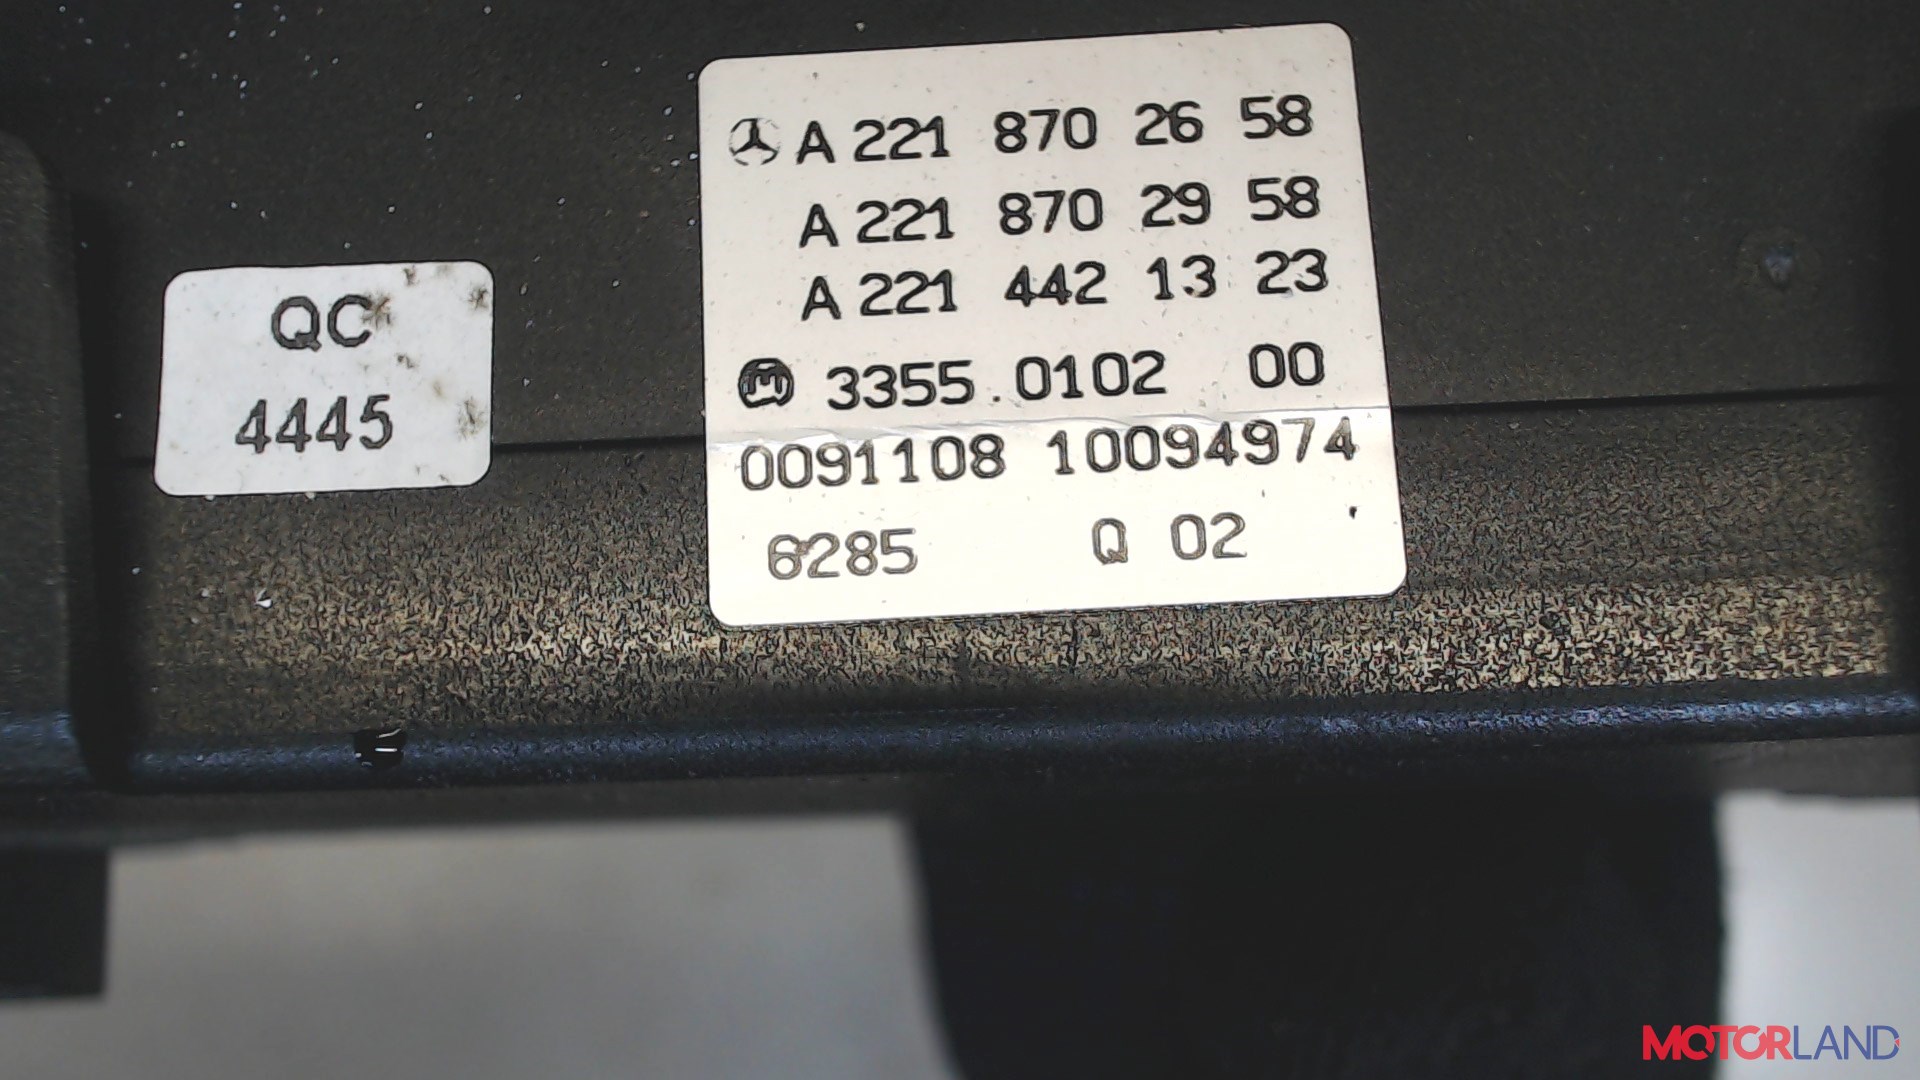 A 221 870 26 58
A 221 870 29 58
A 221 442 13 23
3355.0102 00
0091108 10094974
6285 Q 02
QC
4445
MOTORLAND